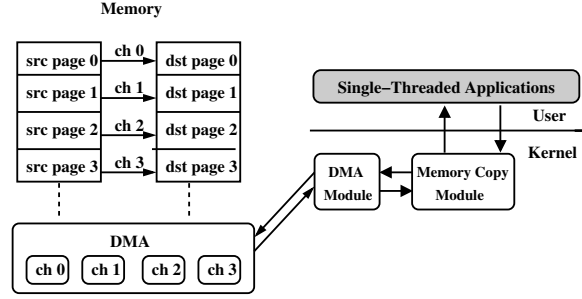 Memory
src page 0 ch 0 dst page 0
src page 1 ch 1 dst page 1
src page 2 ch 2 dst page 2
src page 3 ch 3 dst page 3
DMA
ch 0 ch 1 ch 2 ch 3
Single−Threaded Applications
User
Kernel
DMA
Module
Memory Copy
Module